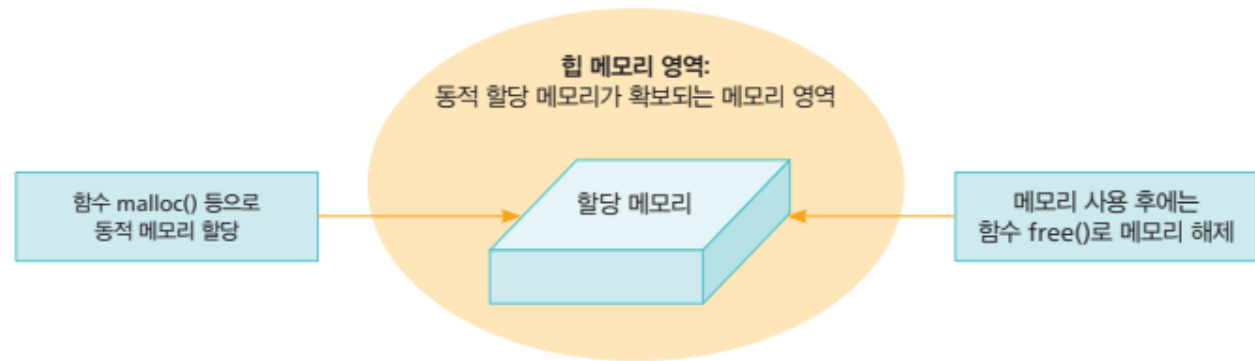 힙 메모리 영역:
동적 할당 메모리가 확보되는 메모리 영역
함수 malloc() 등으로
동적 메모리 할당
할당 메모리
메모리 사용 후에는
함수 free()로 메모리 해제